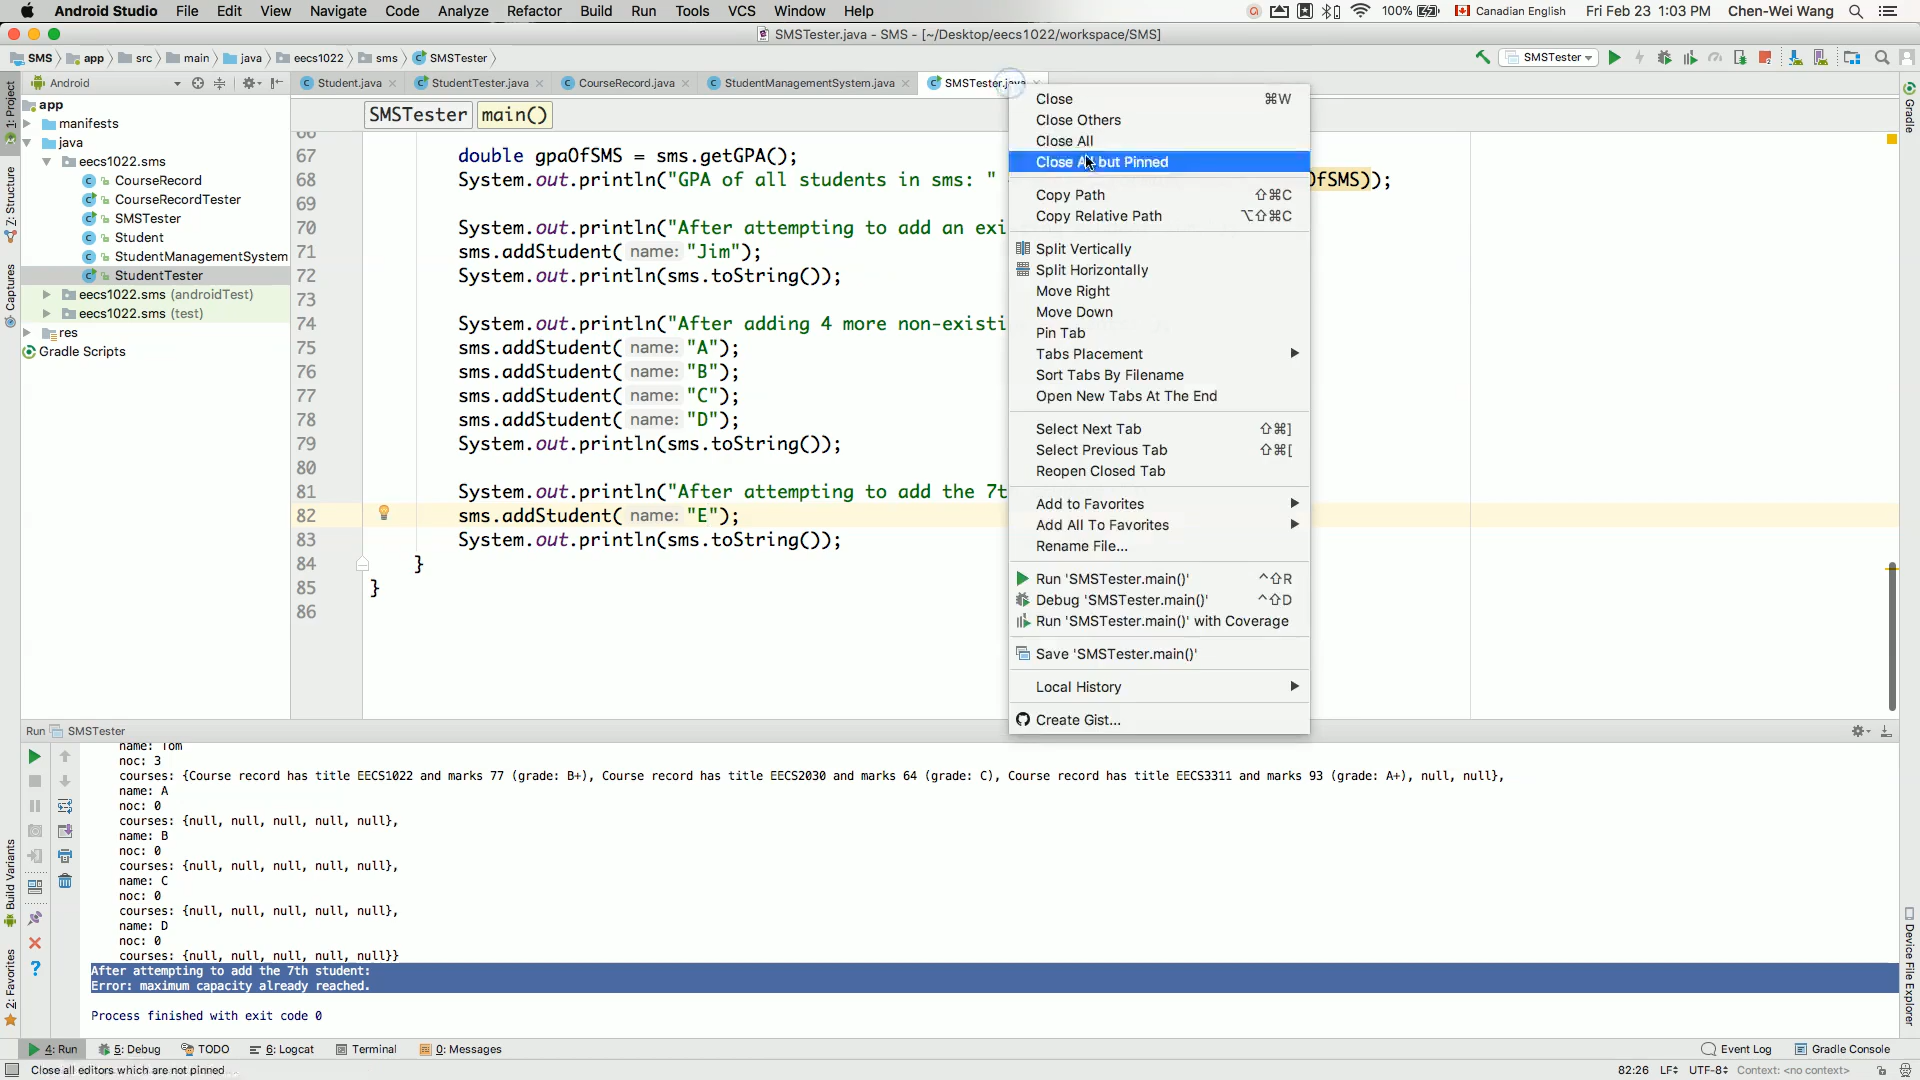 Android Studio File Edit View Navigate Code Analyze Refactor Build Run Tools VCS Window Help 100% Canadian English Fri Feb 23 1:03 PM Chen-Wei Wang
SMSTester.java - SMS - [~/Desktop/eecs1022/workspace/SMS]
SMS app src main java eecs1022 sms SMSTester SMSTester
Android Student.java StudentTester.java CourseRecord.java StudentManagementSystem.java SMSTester.java
1: Project
Z: Structure
Captures
Build Variants
2: Favorites
Gradle
Device File Explorer
app
manifests
java
eecs1022.sms
CourseRecord
CourseRecordTester
SMSTester
Student
StudentManagementSystem
StudentTester
eecs1022.sms (androidTest)
eecs1022.sms (test)
res
Gradle Scripts
SMSTester main()
66
67 double gpaOfSMS = sms.getGPA();
68 System.out.println("GPA of all students in sms: " OfSMS));
69
70 System.out.println("After attempting to add an exi
71 sms.addStudent( name: "Jim");
72 System.out.println(sms.toString());
73
74 System.out.println("After adding 4 more non-existi
75 sms.addStudent( name: "A");
76 sms.addStudent( name: "B");
77 sms.addStudent( name: "C");
78 sms.addStudent( name: "D");
79 System.out.println(sms.toString());
80
81 System.out.println("After attempting to add the 7t
82 sms.addStudent( name: "E");
83 System.out.println(sms.toString());
84 }
85 }
86
Close ⌘W
Close Others
Close All
Close All but Pinned
Copy Path ⇧⌘C
Copy Relative Path ⌥⇧⌘C
Split Vertically
Split Horizontally
Move Right
Move Down
Pin Tab
Tabs Placement
Sort Tabs By Filename
Open New Tabs At The End
Select Next Tab ⇧⌘]
Select Previous Tab ⇧⌘[
Reopen Closed Tab
Add to Favorites
Add All To Favorites
Rename File...
Run 'SMSTester.main()' ^⇧R
Debug 'SMSTester.main()' ^⇧D
Run 'SMSTester.main()' with Coverage
Save 'SMSTester.main()'
Local History
Create Gist...
Run SMSTester
name: Tom
noc: 3
courses: {Course record has title EECS1022 and marks 77 (grade: B+), Course record has title EECS2030 and marks 64 (grade: C), Course record has title EECS3311 and marks 93 (grade: A+), null, null},
name: A
noc: 0
courses: {null, null, null, null, null},
name: B
noc: 0
courses: {null, null, null, null, null},
name: C
noc: 0
courses: {null, null, null, null, null},
name: D
noc: 0
courses: {null, null, null, null, null}}
After attempting to add the 7th student:
Error: maximum capacity already reached.
Process finished with exit code 0
4: Run 5: Debug TODO 6: Logcat Terminal 0: Messages Event Log Gradle Console
Close all editors which are not pinned 82:26 LF÷ UTF-8÷ Context: <no context>